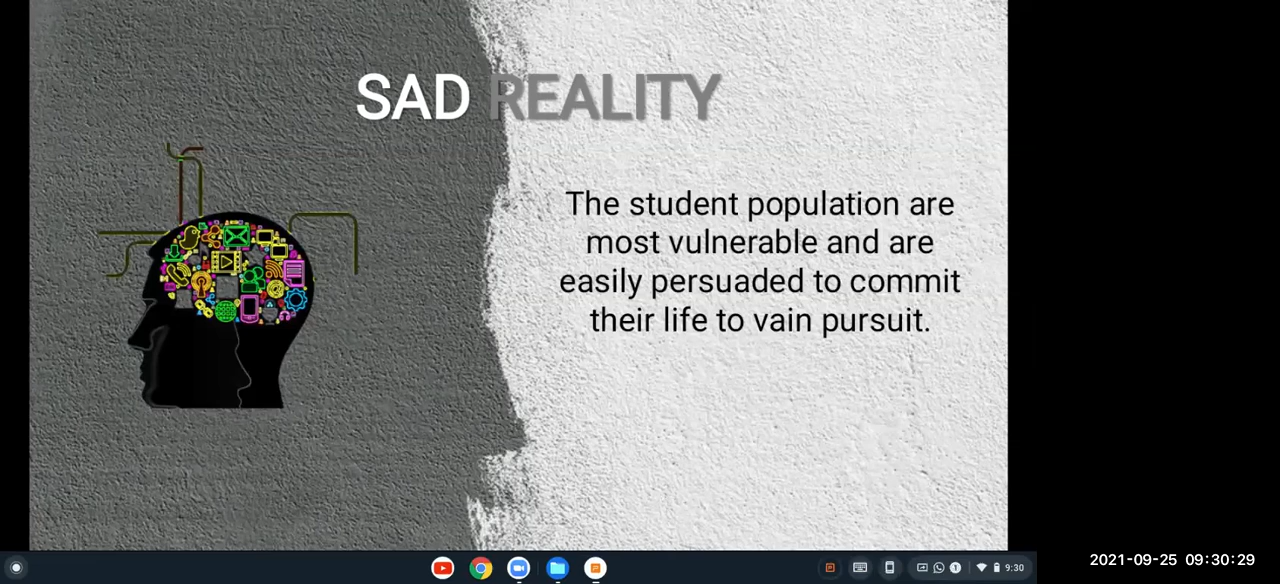 SAD REALITY
The student population are
most vulnerable and are
easily persuaded to commit
their life to vain pursuit.
9:30
2021-09-25 09:30:29